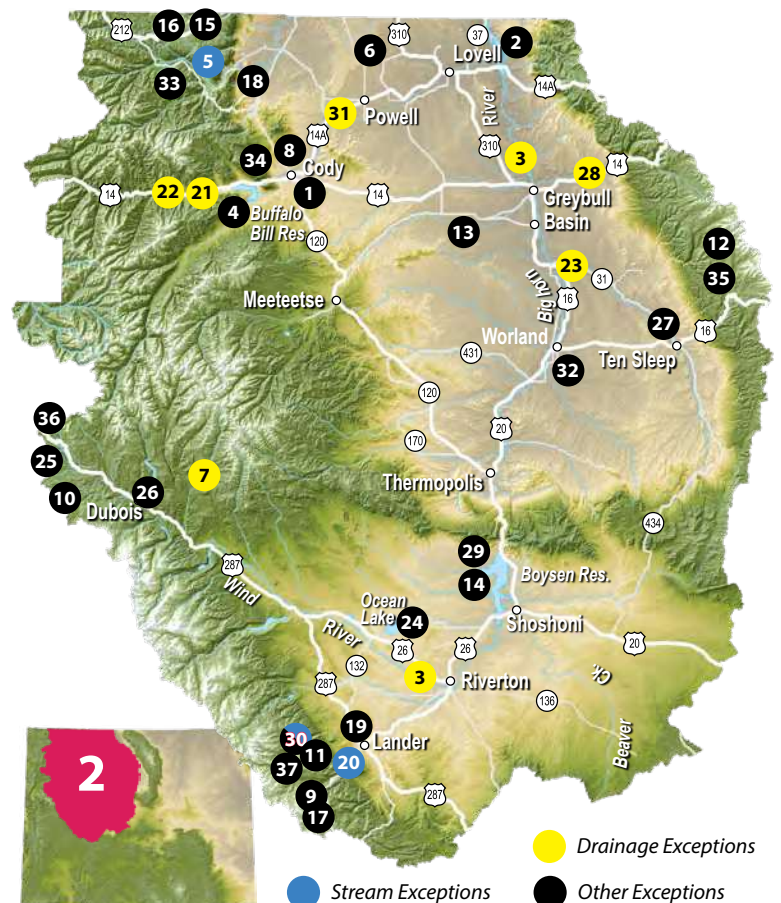 16
15
212
5
33
18
310
37
6
2
Lovell
14A
River
31
Powell
14A
310
3
28
14
8
34
Cody
14
22
21
1
14
Greybull
4
Buffalo
Bill Res.
Basin
120
13
12
35
23
31
Big Horn
16
Meeteetse
27
16
Worland
Ten Sleep
431
32
120
36
20
170
25
7
Thermopolis
10
26
Dubois
434
29
14
Boysen Res.
287
Wind
River
Ocean
Lake
24
Shoshoni
26
26
20
132
3
Riverton
287
136
Ck.
Beaver
19
30
Lander
11
20
37
9
17
287
2
Drainage Exceptions
Stream Exceptions
Other Exceptions